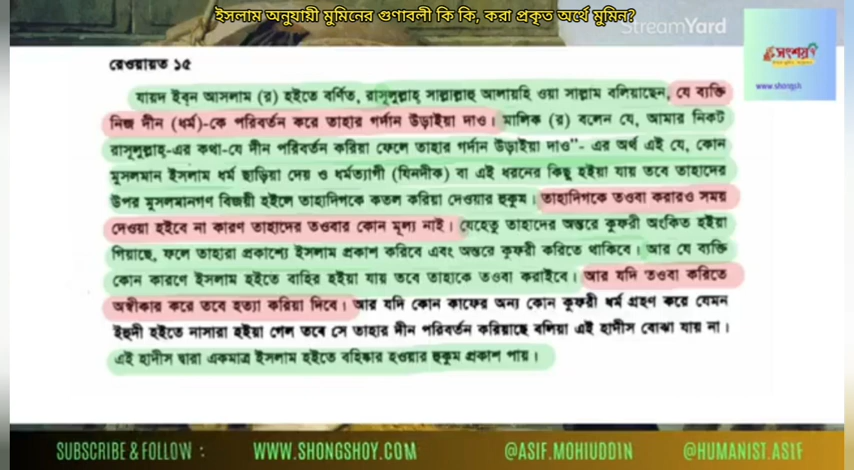 ইসলাম অনুযায়ী মুমিনের গুণাবলী কি কি, করা প্রকৃত অর্থে মুমিন?
StreamYard
সংশয়
www.shongsh
রেওয়ায়ত ১৫
যায়দ ইব্‌ন আসলাম (র) হইতে বর্ণিত, রাসূলুল্লাহ্ সাল্লাল্লাহু আলায়হি ওয়া সাল্লাম বলিয়াছেন, যে ব্যক্তি
নিজ দীন (ধর্ম)-কে পরিবর্তন করে তাহার গর্দান উড়াইয়া দাও। মালিক (র) বলেন যে, আমার নিকট
রাসূলুল্লাহ্-এর কথা-যে দীন পরিবর্তন করিয়া ফেলে তাহার গর্দান উড়াইয়া দাও"- এর অর্থ এই যে, কোন
মুসলমান ইসলাম ধর্ম ছাড়িয়া দেয় ও ধর্মত্যাগী (যিনদীক) বা এই ধরনের কিছু হইয়া যায় তবে তাহাদের
উপর মুসলমানগণ বিজয়ী হইলে তাহাদিগকে কতল করিয়া দেওয়ার হুকুম। তাহাদিগকে তওবা করারও সময়
দেওয়া হইবে না কারণ তাহাদের তওবার কোন মূল্য নাই। যেহেতু তাহাদের অন্তরে কুফরী অংকিত হইয়া
গিয়াছে, ফলে তাহারা প্রকাশ্যে ইসলাম প্রকাশ করিবে এবং অন্তরে কুফরী করিতে থাকিবে। আর যে ব্যক্তি
কোন কারণে ইসলাম হইতে বাহির হইয়া যায় তবে তাহাকে তওবা করাইবে। আর যদি তওবা করিতে
অস্বীকার করে তবে হত্যা করিয়া দিবে। আর যদি কোন কাফের অন্য কোন কুফরী ধর্ম গ্রহণ করে যেমন
ইহুদী হইতে নাসারা হইয়া গেল তবে সে তাহার দীন পরিবর্তন করিয়াছে বলিয়া এই হাদীস বোঝা যায় না।
এই হাদীস দ্বারা একমাত্র ইসলাম হইতে বহিষ্কার হওয়ার হুকুম প্রকাশ পায়।
SUBSCRIBE & FOLLOW : WWW.SHONGSHOY.COM @ASIF.MOHIUDDIN @HUMANIST.ASIF